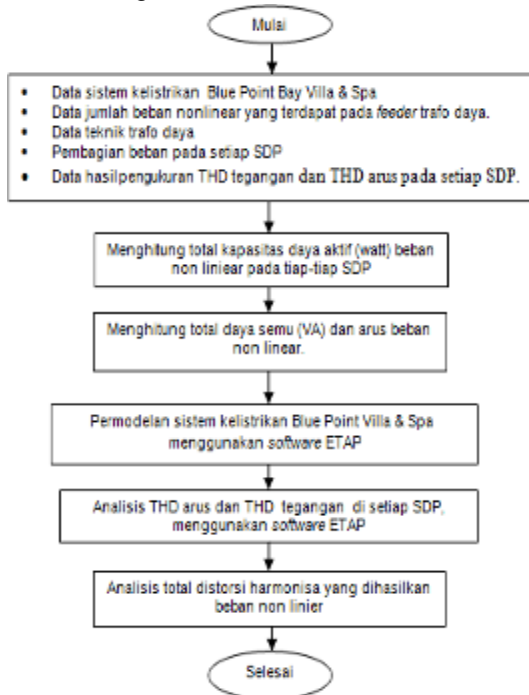 Mulai
• Data sistem kelistrikan Blue Point Bay Villa & Spa
• Data jumlah beban nonlinear yang terdapat pada feeder trafo daya.
• Data teknik trafo daya
• Pembagian beban pada setiap SDP
• Data hasilpengukuran THD tegangan dan THD arus pada setiap SDP.
Menghitung total kapasitas daya aktif (watt) beban
non liniear pada tiap-tiap SDP
Menghitung total daya semu (VA) dan arus beban
non linear.
Permodelan sistem kelistrikan Blue Point Villa & Spa
menggunakan software ETAP
Analisis THD arus dan THD tegangan di setiap SDP,
menggunakan software ETAP
Analisis total distorsi harmonisa yang dihasilkan
beban non linier
Selesai